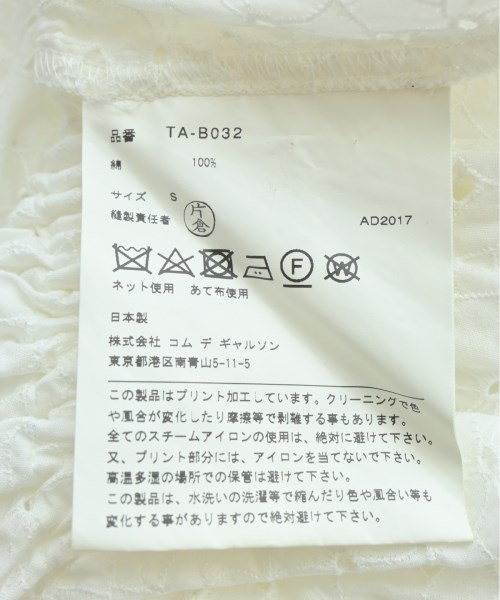 品番 TA-B032
綿 100%
サイズ S
縫製責任者 片倉 AD2017
F W
ネット使用 あて布使用
日本製
株式会社 コム デ ギャルソン
東京都港区南青山5-11-5
この製品はプリント加工しています。クリーニングで色
や風合が変化したり摩擦等で剥離する事もあります。
全てのスチームアイロンの使用は、絶対に避けて下さい。
又、プリント部分には、アイロンを当てないで下さい。
高温多湿の場所での保管は避けて下さい。
この製品は、水洗いの洗濯等で縮んだり色や風合い等も
変化する事がありますので絶対避けて下さい。